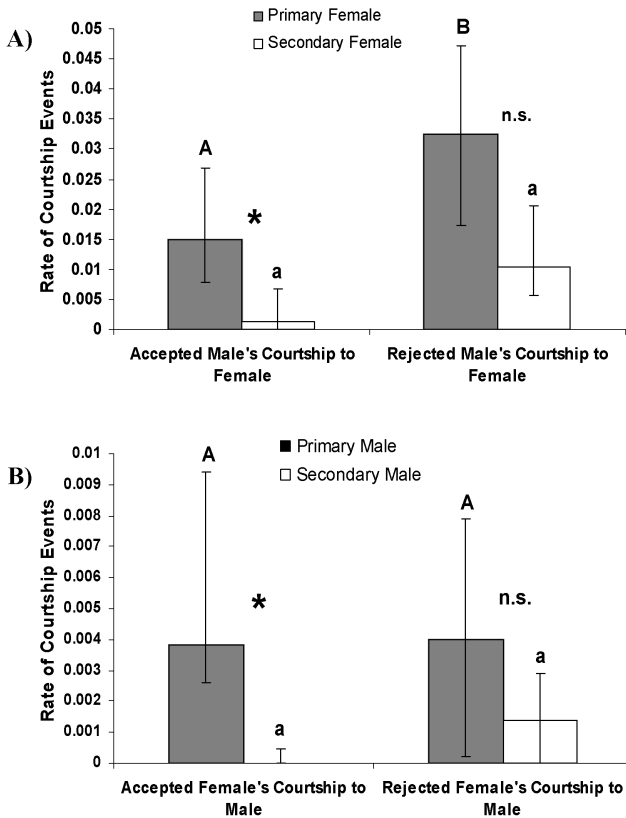 A)
Rate of Courtship Events
Primary Female
Secondary Female
0.05
0.045
0.04
0.035
0.03
0.025
0.02
0.015
0.01
0.005
0
A
*
a
B
n.s.
a
Accepted Male's Courtship to
Female
Rejected Male's Courtship to
Female
B)
Rate of Courtship Events
Primary Male
Secondary Male
0.01
0.009
0.008
0.007
0.006
0.005
0.004
0.003
0.002
0.001
0
A
*
a
A
n.s.
a
Accepted Female's Courtship to
Male
Rejected Female's Courtship to
Male